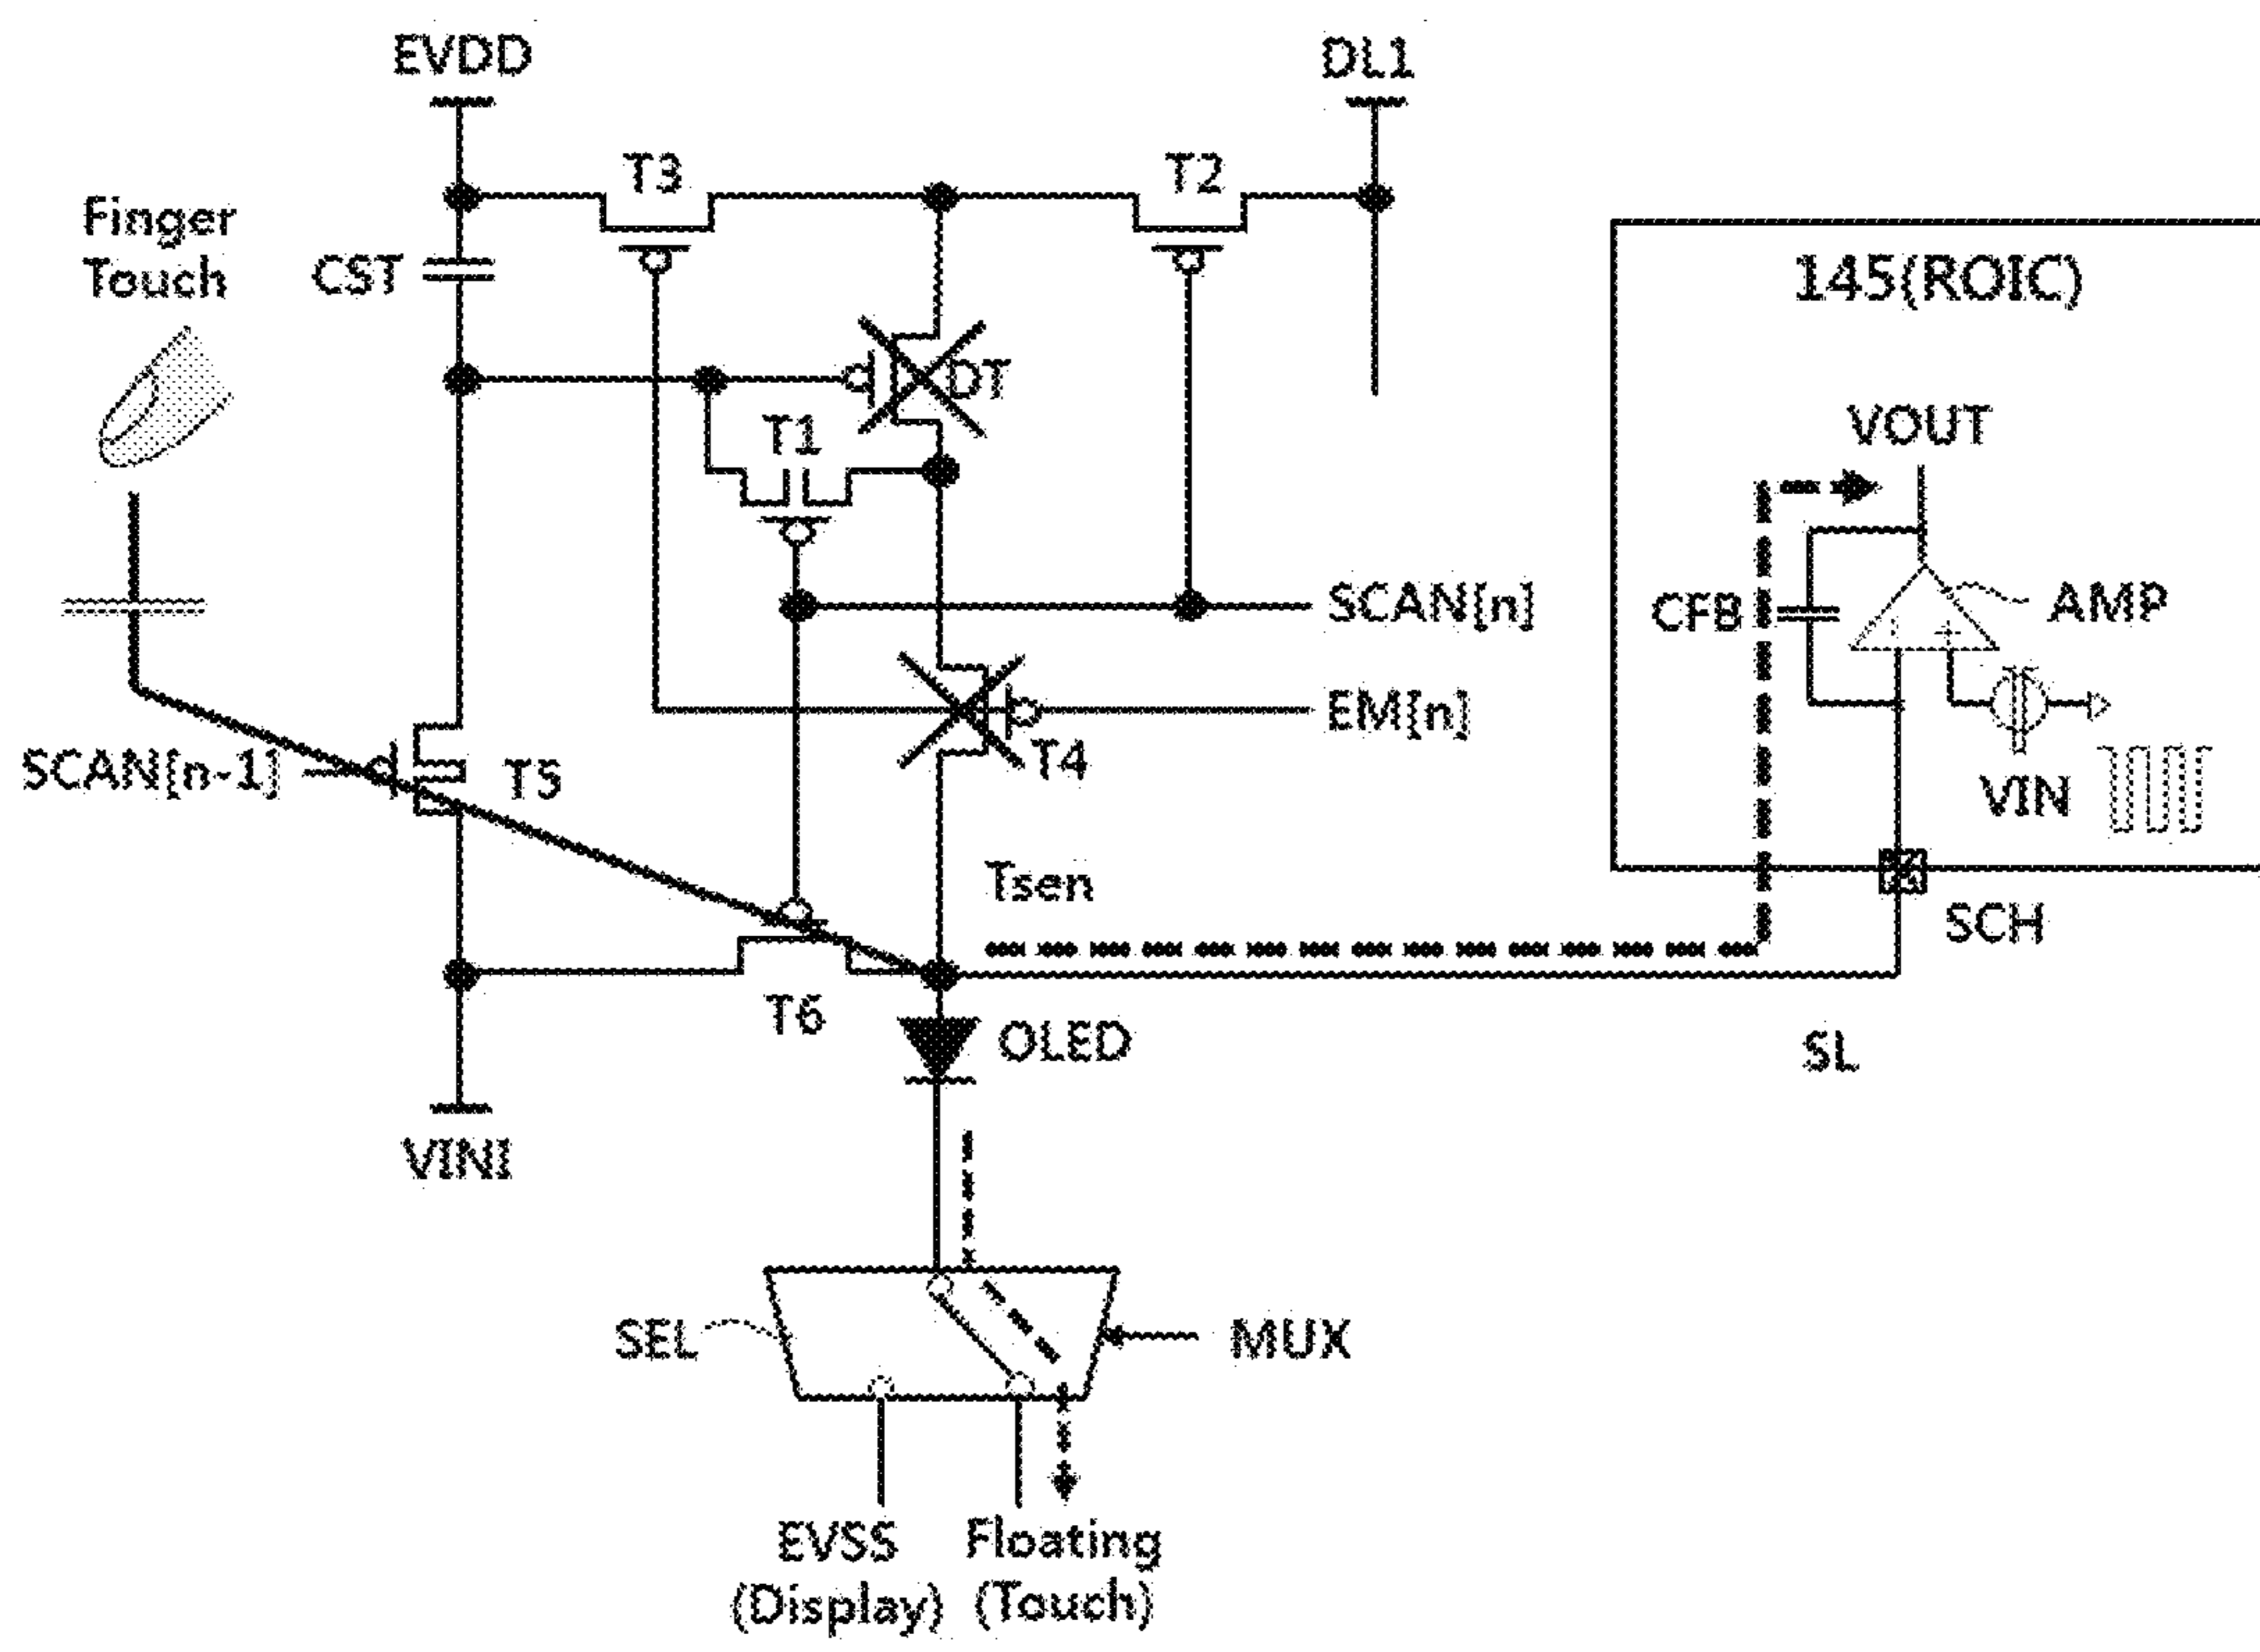 EVDD
DL1
T3
T2
Finger
Touch
CST
145(ROIC)
DT
T1
VOUT
SCAN[n]
CFB
AMP
EM[n]
T4
SCAN[n-1]
T5
VIN
Tsen
SCH
T6
OLED
SL
VINI
SEL
MUX
EVSS
(Display)
Floating
(Touch)